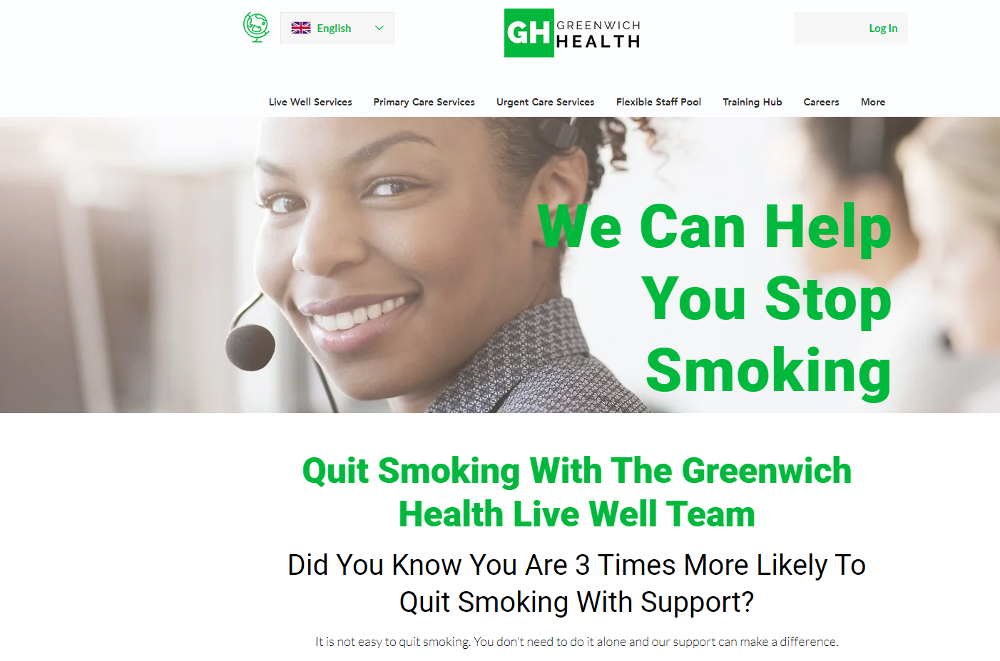 English
GH GREENWICH
HEALTH
Log In
Live Well Services Primary Care Services Urgent Care Services Flexible Staff Pool Training Hub Careers More
We Can Help
You Stop
Smoking
Quit Smoking With The Greenwich
Health Live Well Team
Did You Know You Are 3 Times More Likely To
Quit Smoking With Support?
It is not easy to quit smoking. You don't need to do it alone and our support can make a difference.